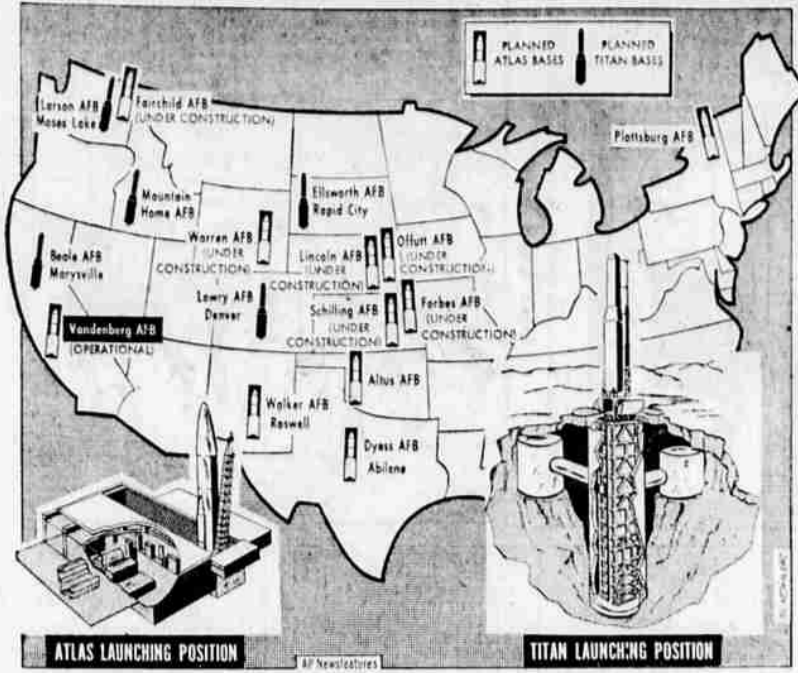 PLANNED
ATLAS BASES
PLANNED
TITAN BASES
Larson AFB
Moses Lake
Fairchild AFB
(UNDER CONSTRUCTION)
Plattsburg AFB
Mountain
Home AFB
Ellsworth AFB
Rapid City
Warren AFB
(UNDER
CONSTRUCTION)
Lincoln AFB
(UNDER
CONSTRUCTION)
Offutt AFB
(UNDER
CONSTRUCTION)
Beale AFB
Marysville
Lowry AFB
Denver
Schilling AFB
(UNDER
CONSTRUCTION)
Forbes AFB
(UNDER
CONSTRUCTION)
Vandenberg AFB
(OPERATIONAL)
Altus AFB
Walker AFB
Roswell
Dyess AFB
Abilene
ATLAS LAUNCHING POSITION
AP Newsfeatures
TITAN LAUNCHING POSITION